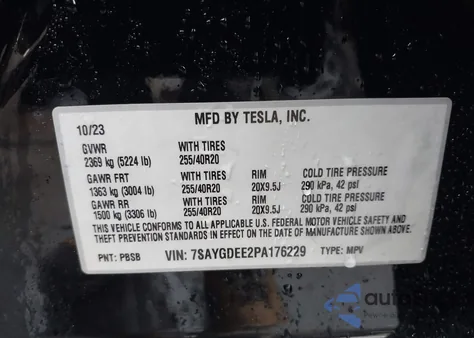 MFD BY TESLA, INC.
10/23
GVWR WITH TIRES
2369 kg (5224 lb) 255/40R20
GAWR FRT WITH TIRES RIM COLD TIRE PRESSURE
1363 kg (3004 lb) 255/40R20 20X9.5J 290 kPa, 42 psi
GAWR RR WITH TIRES RIM COLD TIRE PRESSURE
1500 kg (3306 lb) 255/40R20 20X9.5J 290 kPa, 42 psi
THIS VEHICLE CONFORMS TO ALL APPLICABLE U.S. FEDERAL MOTOR VEHICLE SAFETY AND
THEFT PREVENTION STANDARDS IN EFFECT ON THE DATE OF MANUFACTURE SHOWN ABOVE.
PNT: PBSB VIN: 7SAYGDEE2PA176229 TYPE: MPV